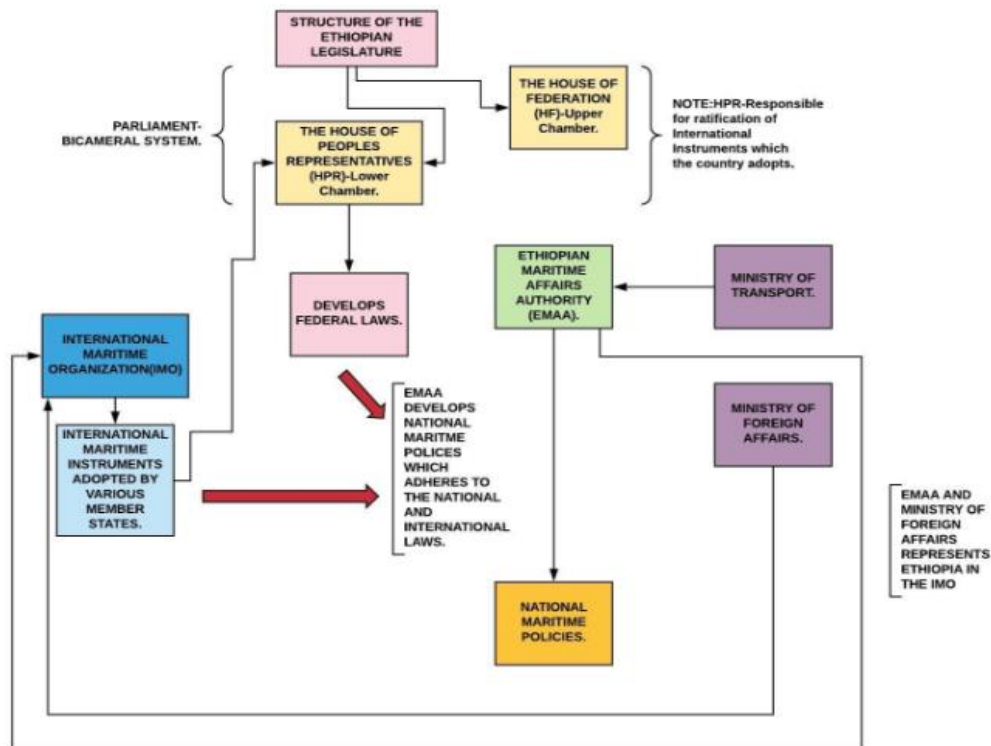 STRUCTURE OF THE
ETHIOPIAN
LEGISLATURE
THE HOUSE OF
FEDERATION
(HF)-Upper
Chamber.
NOTE:HPR-Responsible
for ratification of
International
Instruments which
the country adopts.
PARLIAMENT-
BICAMERAL SYSTEM.
THE HOUSE OF
PEOPLES
REPRESENTATIVES
(HPR)-Lower
Chamber.
ETHIOPIAN
MARITIME
AFFAIRS
AUTHORITY
(EMAA).
MINISTRY OF
TRANSPORT.
DEVELOPS
FEDERAL LAWS.
INTERNATIONAL
MARITIME
ORGANIZATION(IMO)
EMAA
DEVELOPS
NATIONAL
MARITME
POLICES
WHICH
ADHERES TO
THE NATIONAL
AND
INTERNATIONAL
LAWS.
MINISTRY OF
FOREIGN
AFFAIRS.
INTERNATIONAL
MARITIME
INSTRUMENTS
ADOPTED BY
VARIOUS
MEMBER
STATES.
EMAA AND
MINISTRY OF
FOREIGN
AFFAIRS
REPRESENTS
ETHIOPIA IN
THE IMO
NATIONAL
MARITIME
POLICIES.